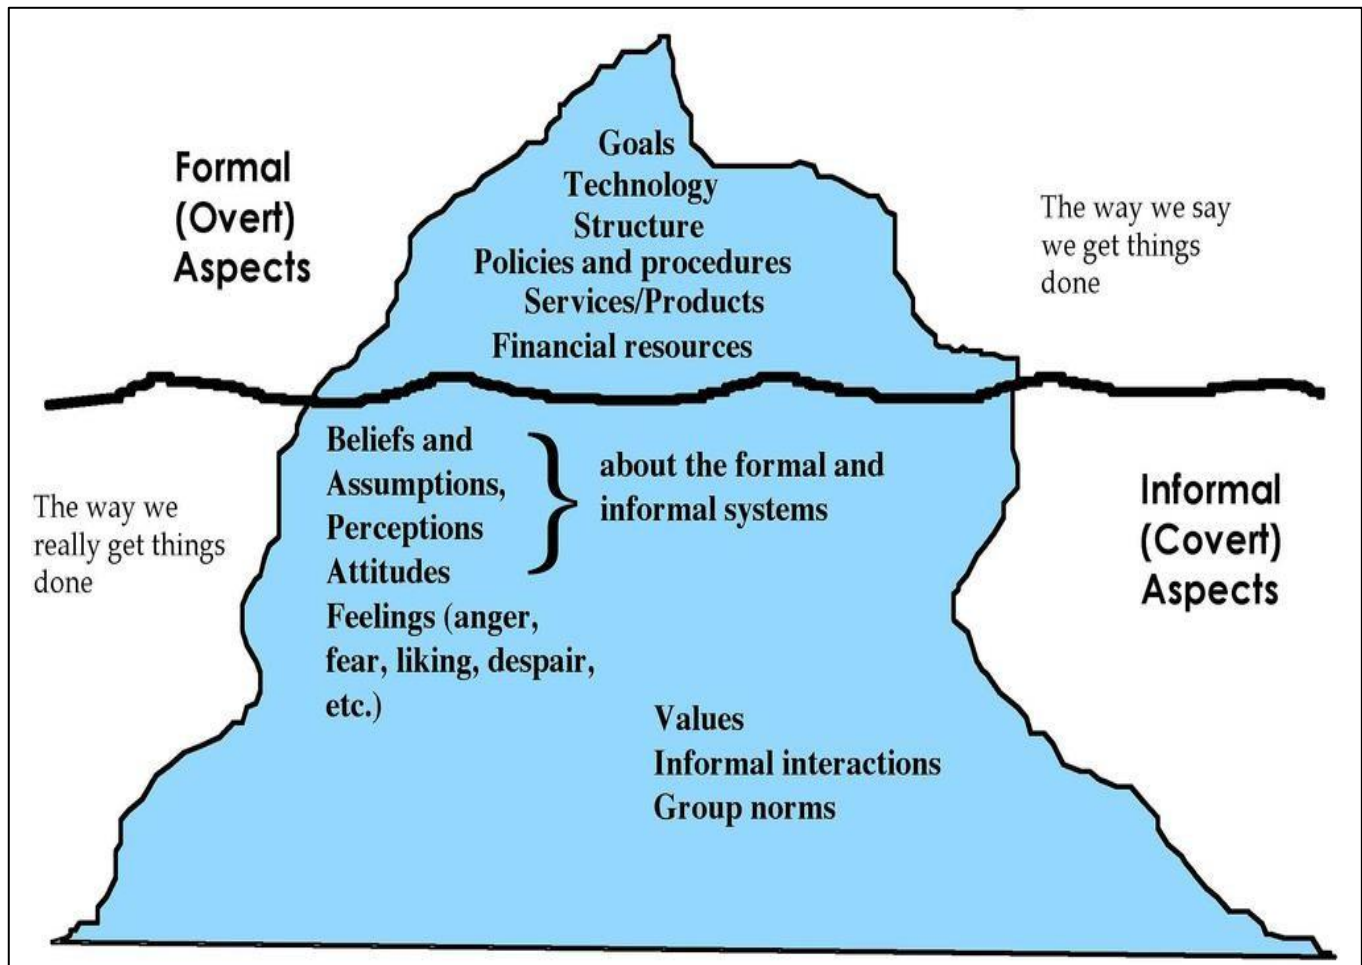 Formal
(Overt)
Aspects
Goals
Technology
Structure
Policies and procedures
Services/Products
Financial resources
The way we say
we get things
done
The way we
really get things
done
Beliefs and
Assumptions,
Perceptions
Attitudes
about the formal and
informal systems
Feelings (anger,
fear, liking, despair,
etc.)
Values
Informal interactions
Group norms
Informal
(Covert)
Aspects